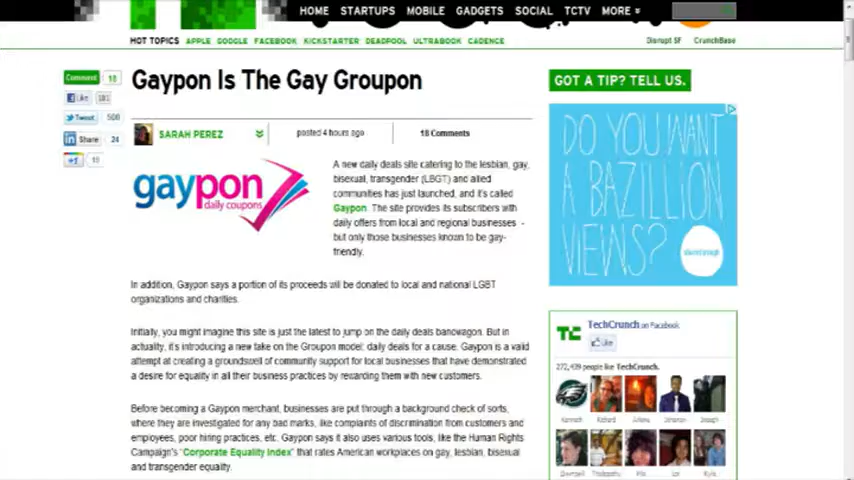 HOME STARTUPS MOBILE GADGETS SOCIAL TCTV MORE
HOT TOPICS APPLE GOOGLE FACEBOOK KICKSTARTER DEADPOOL ULTRABOOK CADENCE
Disrupt SF CrunchBase
Comment 18
Like
Tweet 500
Share 24
+1
Gaypon Is The Gay Groupon
SARAH PEREZ
posted 4 hours ago
18 Comments
gaypon
daily coupons
A new daily deals site catering to the lesbian, gay,
bisexual, transgender (LBGT) and allied
communities has just launched, and it's called
Gaypon. The site provides its subscribers with
daily offers from local and regional businesses -
but only those businesses known to be gay-
friendly.
In addition, Gaypon says a portion of its proceeds will be donated to local and national LGBT
organizations and charities.
Initially, you might imagine this site is just the latest to jump on the daily deals bandwagon. But in
actuality, it's introducing a new take on the Groupon model: daily deals for a cause. Gaypon is a valid
attempt at creating a groundswell of community support for local businesses that have demonstrated
a desire for equality in all their business practices by rewarding them with new customers.
Before becoming a Gaypon merchant, businesses are put through a background check of sorts,
where they are investigated for any bad marks, like complaints of discrimination from customers and
employees, poor hiring practices, etc. Gaypon says it also uses various tools, like the Human Rights
Campaign's "Corporate Equality Index" that rates American workplaces on gay, lesbian, bisexual
and transgender equality.
GOT A TIP? TELL US.
DO YOU WANT
A BAZILLION
VIEWS?
TechCrunch on Facebook
Like
272,439 people like TechCrunch.
Kenneth Richard Johanan Joseph
Kyle